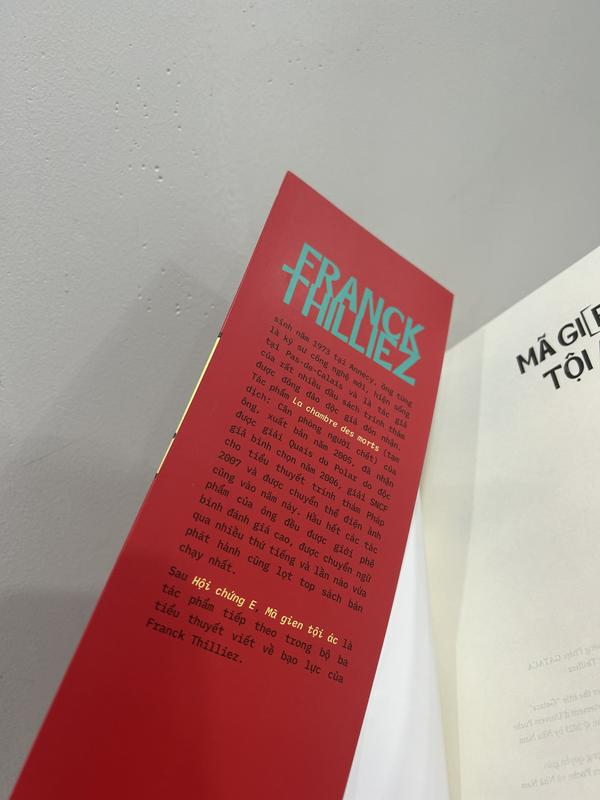 FRANCK
THILLIEZ
sinh năm 1973 tại Annecy, ông từng
là kỹ sư công nghệ mới, hiện sống
tại Pas-de-Calais và là tác giả
của rất nhiều đầu sách trinh thám
được đông đảo độc giả đón nhận.
Tác phẩm La chambre des morts (tạm
dịch: Căn phòng người chết) của
ông, xuất bản năm 2005, đã nhận
được giải Quais du Polar do độc
giả bình chọn năm 2006, giải SNCF
cho tiểu thuyết trinh thám Pháp
2007 và được chuyển thể điện ảnh
cũng vào năm này. Hầu hết các tác
phẩm của ông đều được giới phê
bình đánh giá cao, được chuyển ngữ
qua nhiều thứ tiếng và lần nào vừa
phát hành cũng lọt top sách bán
chạy nhất.
Sau Hội chứng E, Mã gien tội ác là
tác phẩm tiếp theo trong bộ ba
tiểu thuyết viết về bạo lực của
Franck Thilliez.
MÃ GI
TỘI